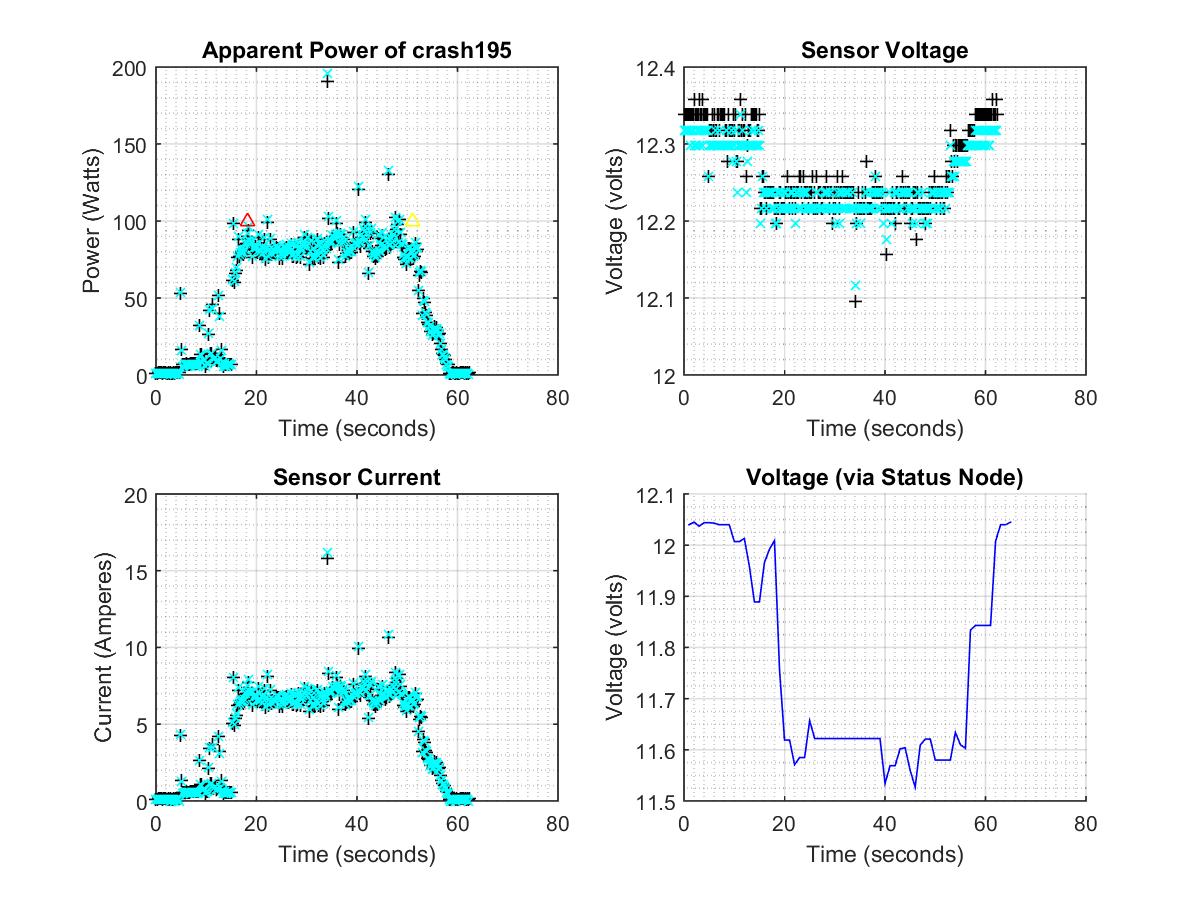 Apparent Power of crash195
200
150
100
50
0
Power (Watts)
0 20 40 60 80
Time (seconds)
Sensor Voltage
12.4
12.3
12.2
12.1
12
Voltage (volts)
0 20 40 60 80
Time (seconds)
Sensor Current
20
15
10
5
0
Current (Amperes)
0 20 40 60 80
Time (seconds)
Voltage (via Status Node)
12.1
12
11.9
11.8
11.7
11.6
11.5
Voltage (volts)
0 20 40 60 80
Time (seconds)